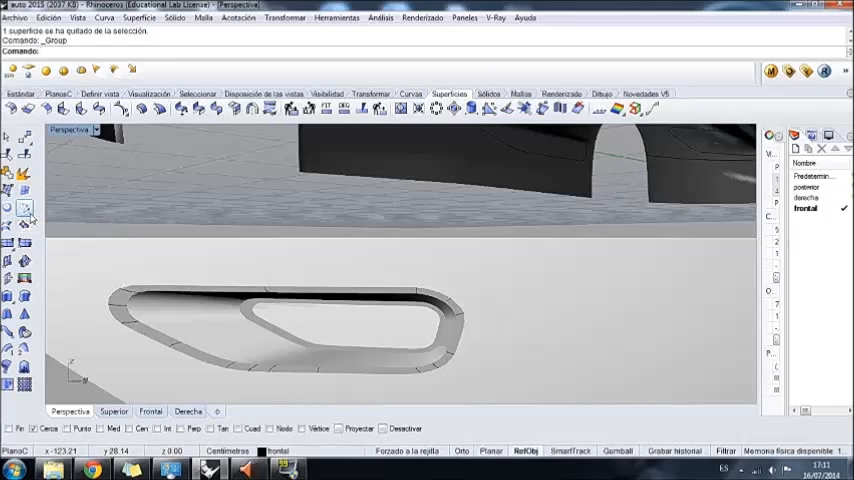 auto 2015 (2037 KB) - Rhinoceros (Educational Lab License) - [Perspectiva]
Archivo Edición Vista Curva Superficie Sólido Malla Acotación Transformar Herramientas Análisis Renderizado Paneles V-Ray Ayuda
1 superficie se ha quitado de la selección.
Comando: _Group
Comando:
Estándar PlanosC Definir vista Visualización Seleccionar Disposición de las vistas Visibilidad Transformar Curvas Superficies Sólidos Mallas Renderizado Dibujo Novedades V5
Perspectiva
Nombre
Predetermin...
posterior
derecha
frontal
z
Perspectiva Superior Frontal Derecha
Fin Cerca Punto Med Cen Int Perp Tan Cuad Nodo Vértice Proyectar Desactivar
PlanoC x -123.21 y 28.14 z 0.00 Centímetros frontal Forzado a la rejilla Orto Planar RefObj SmartTrack Gumball Grabar historial Filtrar Memoria física disponible: 1...
ES 17:11
16/07/2014